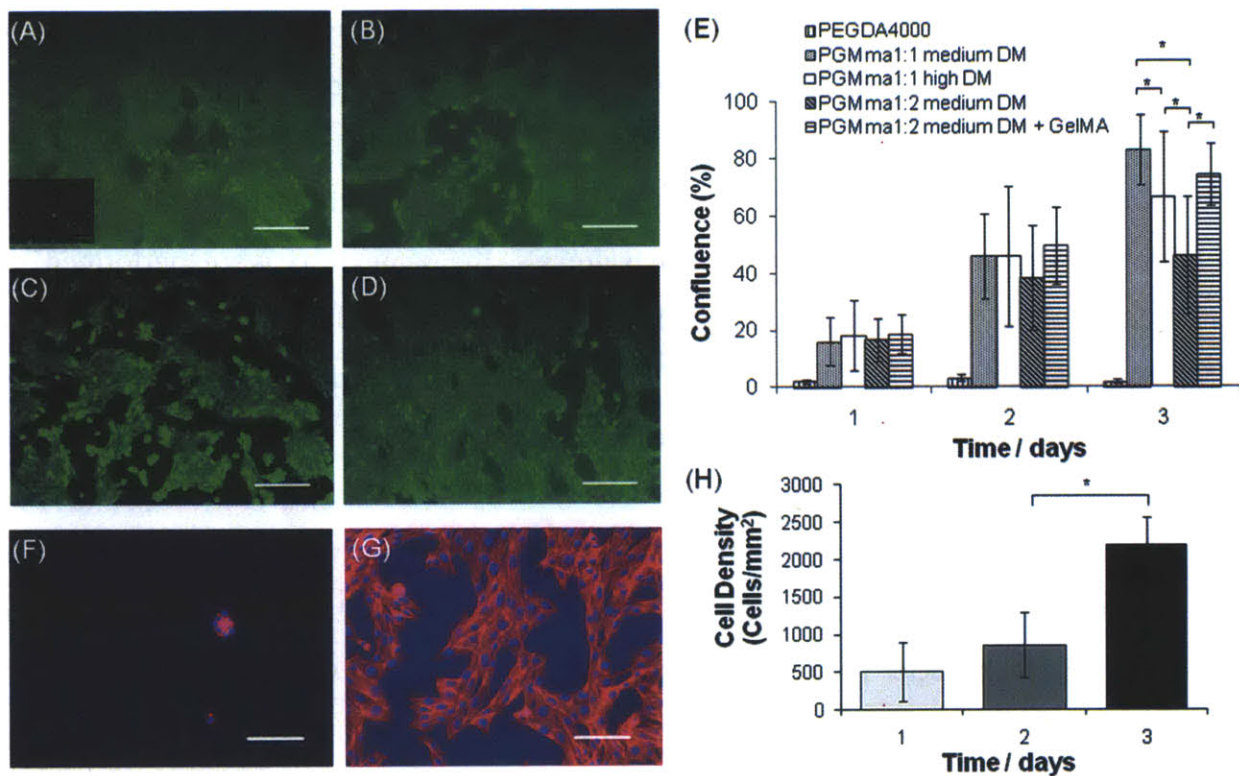 (A)
(B)
(C)
(D)
(F)
(G)
(E)
PEGDA4000
PGMma1:1 medium DM
PGMma1:1 high DM
PGMma1:2 medium DM
PGMma1:2 medium DM + GelMA
* 
* * *
100
80
60
40
20
0
Confluence (%)
1 2 3
Time / days
(H)
*
3000
2500
2000
1500
1000
500
0
Cell Density
(Cells/mm²)
1 2 3
Time / days